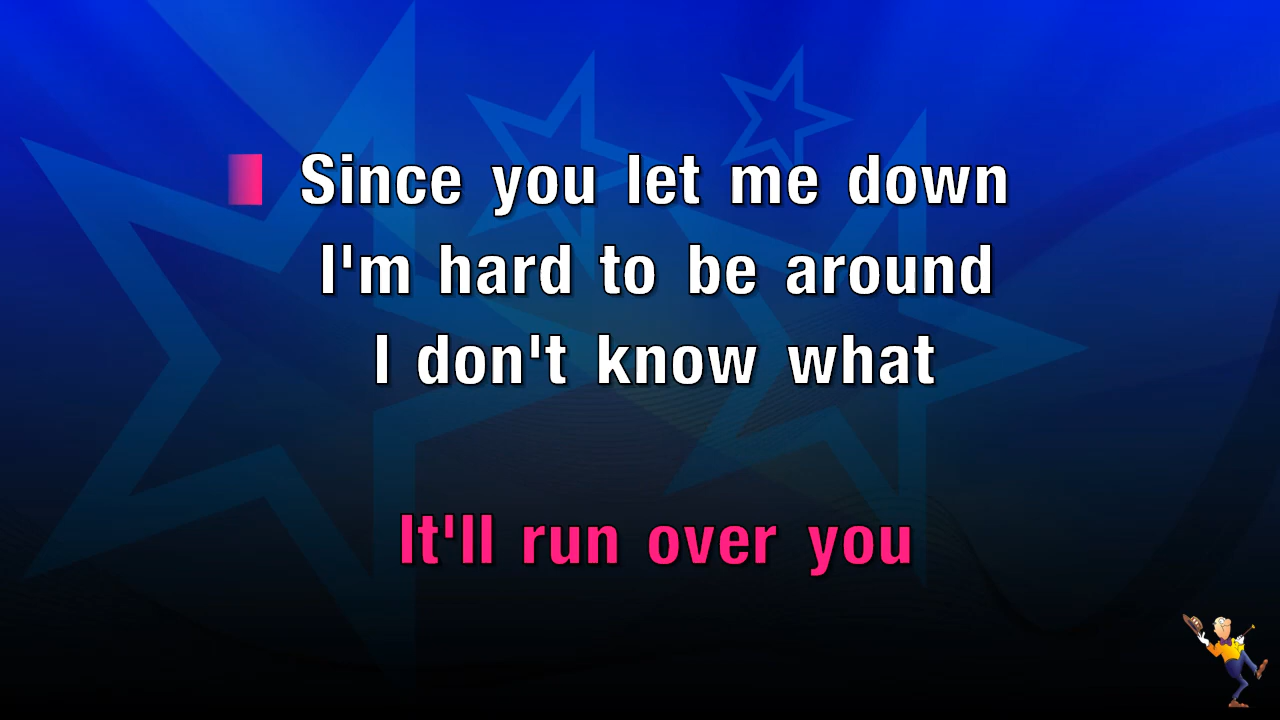 Since you let me down
I'm hard to be around
I don't know what
It'll run over you